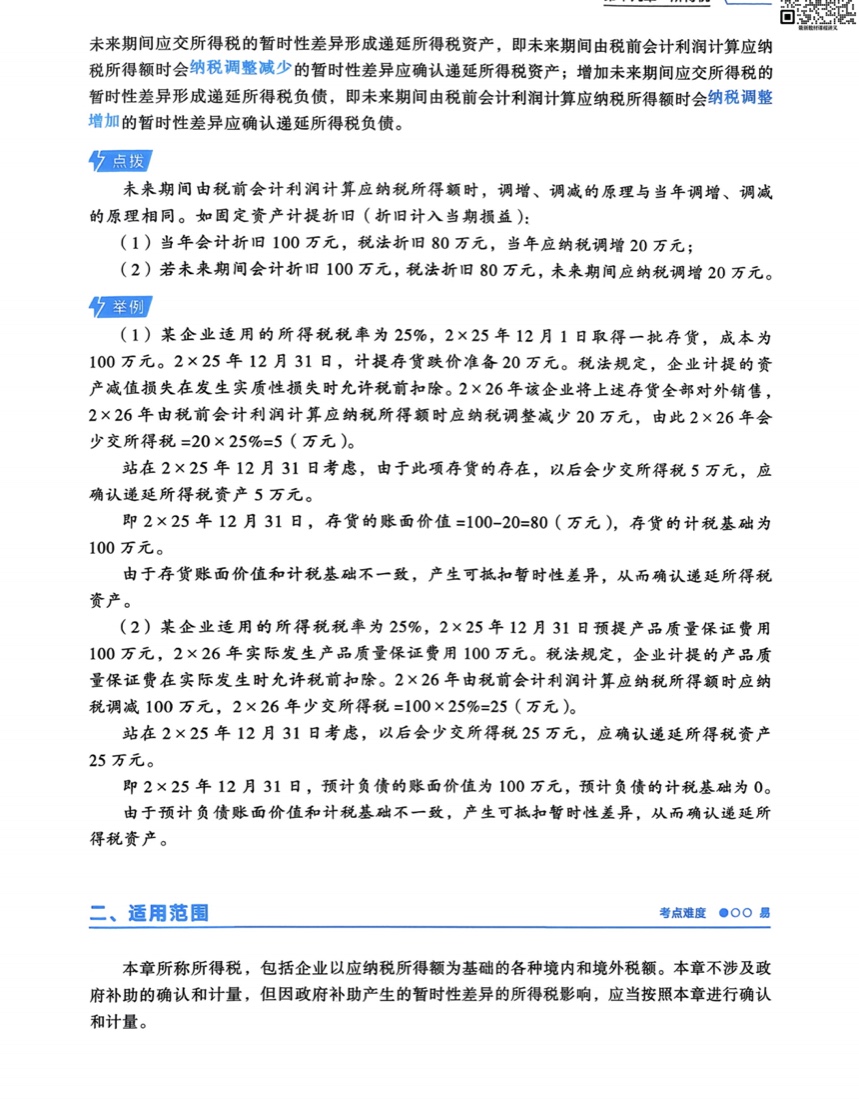 未来期间应交所得税的暂时性差异形成递延所得税资产，即未来期间由税前会计利润计算应纳
税所得额时会纳税调整减少的暂时性差异应确认递延所得税资产；增加未来期间应交所得税的
暂时性差异形成递延所得税负债，即未来期间由税前会计利润计算应纳税所得额时会纳税调整
增加的暂时性差异应确认递延所得税负债。
点拨
未来期间由税前会计利润计算应纳税所得额时，调增、调减的原理与当年调增、调减
的原理相同。如固定资产计提折旧（折旧计入当期损益）：
（1）当年会计折旧100万元，税法折旧80万元，当年应纳税调增20万元；
（2）若未来期间会计折旧100万元，税法折旧80万元，未来期间应纳税调增20万元。
举例
（1）某企业适用的所得税税率为25%，2×25年12月1日取得一批存货，成本为
100万元。2×25年12月31日，计提存货跌价准备20万元。税法规定，企业计提的资
产减值损失在发生实质性损失时允许税前扣除。2×26年该企业将上述存货全部对外销售，
2×26年由税前会计利润计算应纳税所得额时应纳税调整减少20万元，由此2×26年会
少交所得税=20×25%=5（万元）。
站在2×25年12月31日考虑，由于此项存货的存在，以后会少交所得税5万元，应
确认递延所得税资产5万元。
即2×25年12月31日，存货的账面价值=100-20=80（万元），存货的计税基础为
100万元。
由于存货账面价值和计税基础不一致，产生可抵扣暂时性差异，从而确认递延所得税
资产。
（2）某企业适用的所得税税率为25%，2×25年12月31日预提产品质量保证费用
100万元，2×26年实际发生产品质量保证费用100万元。税法规定，企业计提的产品质
量保证费在实际发生时允许税前扣除。2×26年由税前会计利润计算应纳税所得额时应纳
税调减100万元，2×26年少交所得税=100×25%=25（万元）。
站在2×25年12月31日考虑，以后会少交所得税25万元，应确认递延所得税资产
25万元。
即2×25年12月31日，预计负债的账面价值为100万元，预计负债的计税基础为0。
由于预计负债账面价值和计税基础不一致，产生可抵扣暂时性差异，从而确认递延所
得税资产。
二、适用范围
考点难度 ●○○ 易
本章所称所得税，包括企业以应纳税所得额为基础的各种境内和境外税额。本章不涉及政
府补助的确认和计量，但因政府补助产生的暂时性差异的所得税影响，应当按照本章进行确认
和计量。